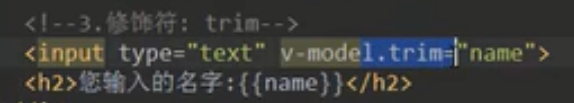 <!--3.修饰符: trim-->
<input type="text" v-model.trim="name">
<h2>您输入的名字:{{name}}</h2>